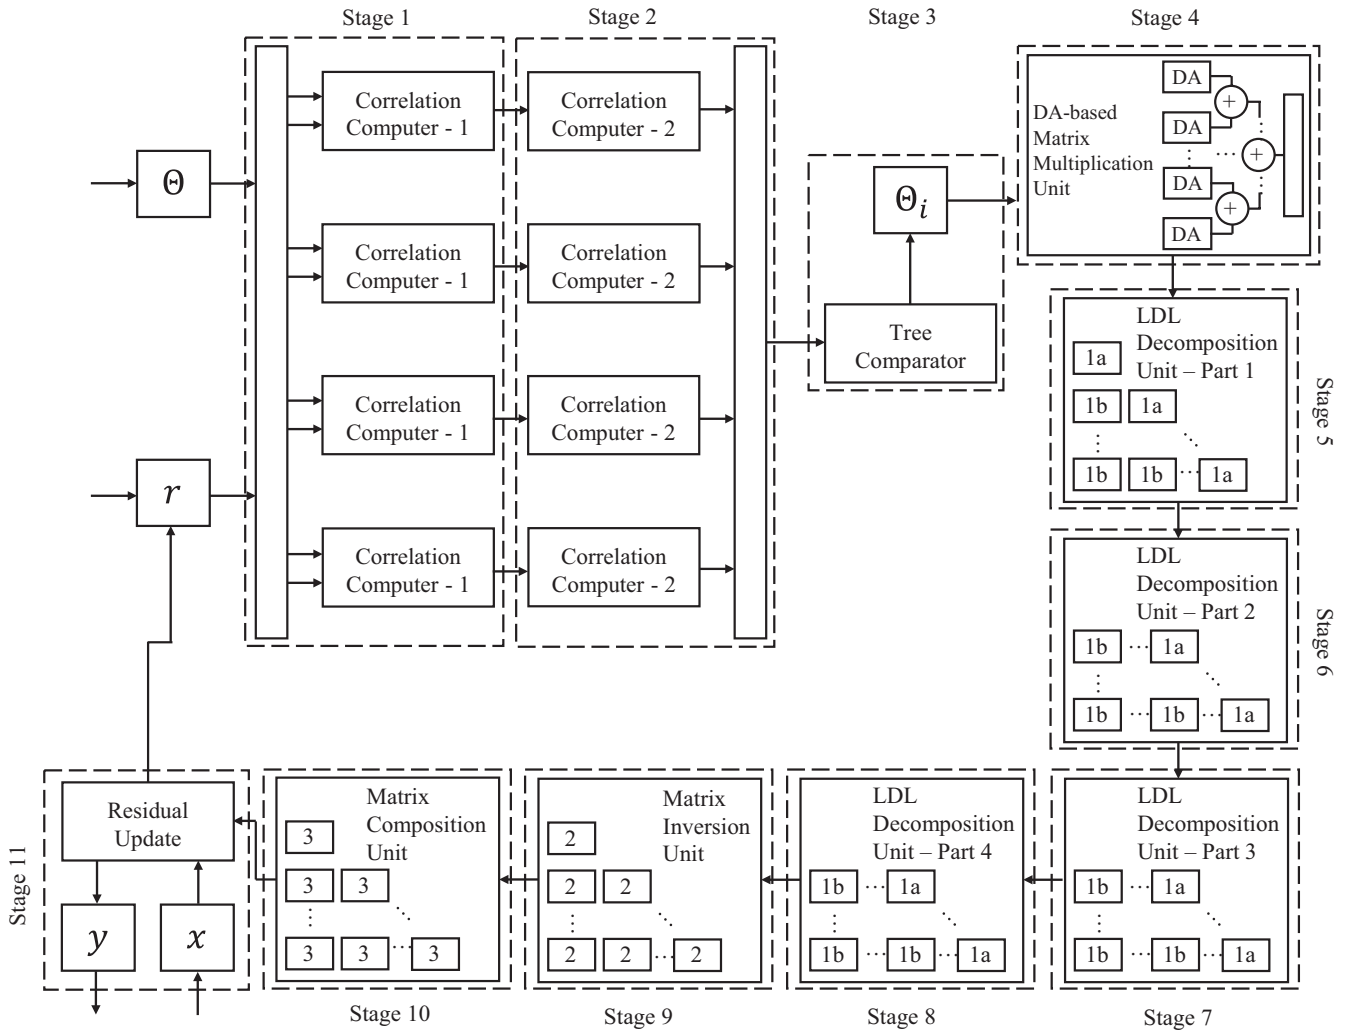 Stage 1
Stage 2
Stage 3
Stage 4
Θ
r
Correlation
Computer - 1
Correlation
Computer - 2
Correlation
Computer - 1
Correlation
Computer - 2
Correlation
Computer - 1
Correlation
Computer - 2
Correlation
Computer - 1
Correlation
Computer - 2
Θi
Tree
Comparator
DA-based
Matrix
Multiplication
Unit
DA
DA
DA
DA
+
+
+
LDL
Decomposition
Unit – Part 1
1a
1b 1a
1b 1b 1a
Stage 5
LDL
Decomposition
Unit – Part 2
1b 1a
1b 1b 1a
Stage 6
LDL
Decomposition
Unit – Part 3
1b 1a
1b 1b 1a
Stage 7
LDL
Decomposition
Unit – Part 4
1b 1a
1b 1b 1a
Stage 8
Matrix
Inversion
Unit
2
2 2
2 2 2
Stage 9
Matrix
Composition
Unit
3
3 3
3 3 3
Stage 10
Residual
Update
y
x
Stage 11